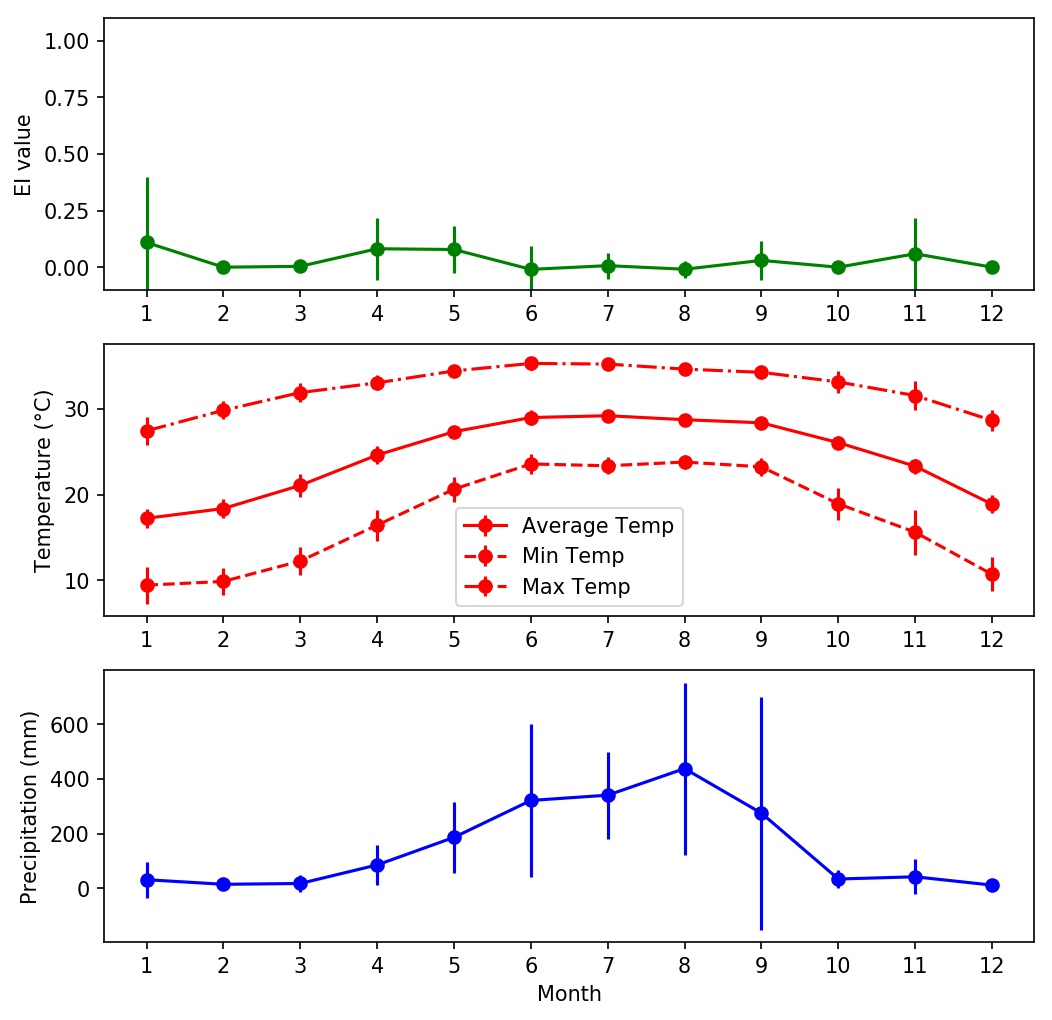 EI value
1.00
0.75
0.50
0.25
0.00
1 2 3 4 5 6 7 8 9 10 11 12
Temperature (°C)
30
20
10
Average Temp
Min Temp
Max Temp
1 2 3 4 5 6 7 8 9 10 11 12
Precipitation (mm)
600
400
200
0
1 2 3 4 5 6 7 8 9 10 11 12
Month